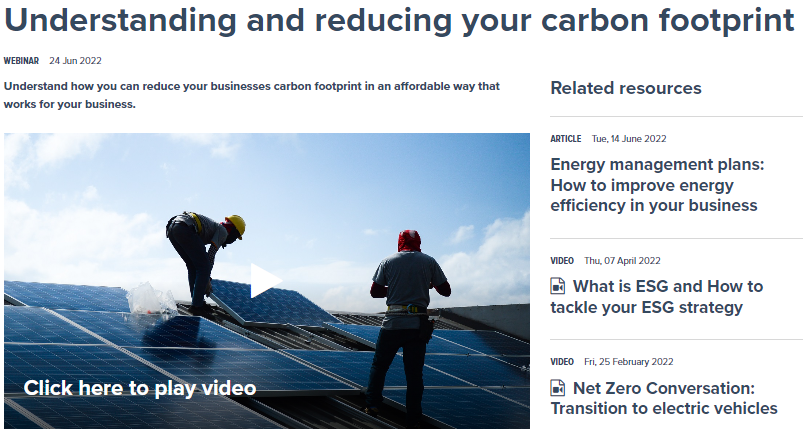 Understanding and reducing your carbon footprint
WEBINAR 24 Jun 2022
Understand how you can reduce your businesses carbon footprint in an affordable way that
works for your business.
Click here to play video
Related resources
ARTICLE Tue, 14 June 2022
Energy management plans:
How to improve energy
efficiency in your business
VIDEO Thu, 07 April 2022
What is ESG and How to
tackle your ESG strategy
VIDEO Fri, 25 February 2022
Net Zero Conversation:
Transition to electric vehicles